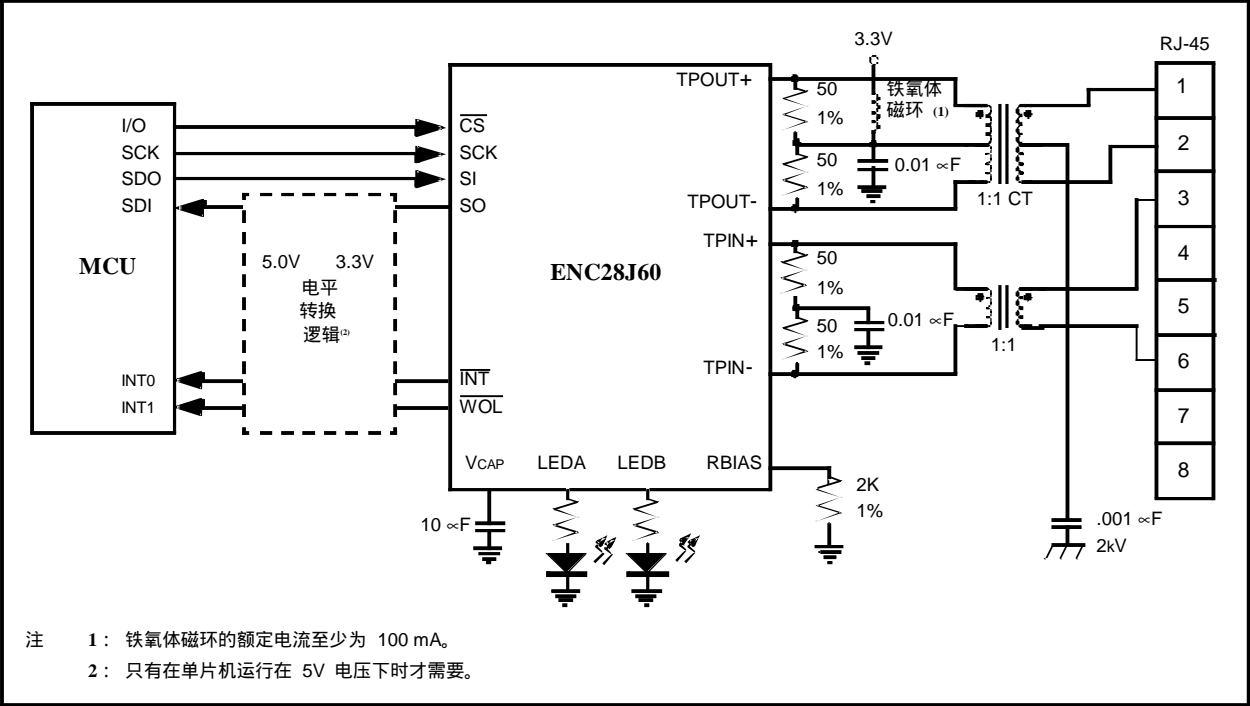 3.3V
RJ-45
MCU
I/O
SCK
SDO
SDI
INT0
INT1
5.0V 3.3V
电平
转换
逻辑(2)
ENC28J60
CS
SCK
SI
SO
INT
WOL
VCAP
LEDA
LEDB
RBIAS
TPOUT+
TPOUT-
TPIN+
TPIN-
50
1%
50
1%
铁氧体
磁环 (1)
0.01 ∝F
1:1 CT
50
1%
50
1%
0.01 ∝F
1:1
1
2
3
4
5
6
7
8
10 ∝F
2K
1%
.001 ∝F
2kV
注 1： 铁氧体磁环的额定电流至少为 100 mA。
2： 只有在单片机运行在 5V 电压下时才需要。